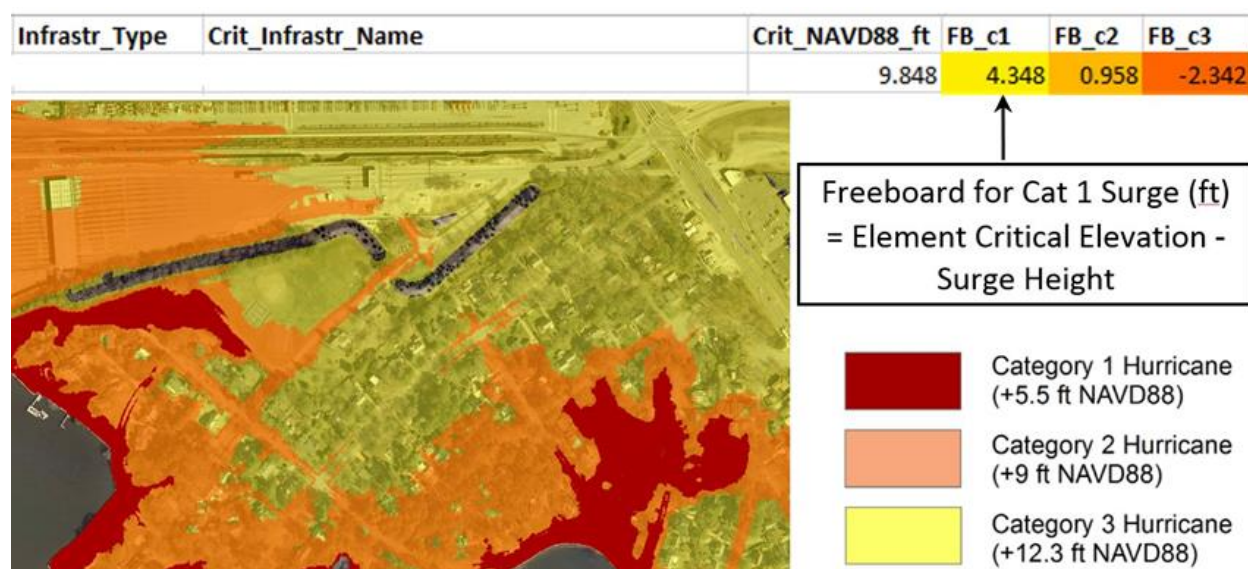 Infrastr_Type Crit_Infrastr_Name Crit_NAVD88_ft FB_c1 FB_c2 FB_c3
9.848 4.348 0.958 -2.342
Freeboard for Cat 1 Surge (ft)
= Element Critical Elevation -
Surge Height
Category 1 Hurricane
(+5.5 ft NAVD88)
Category 2 Hurricane
(+9 ft NAVD88)
Category 3 Hurricane
(+12.3 ft NAVD88)